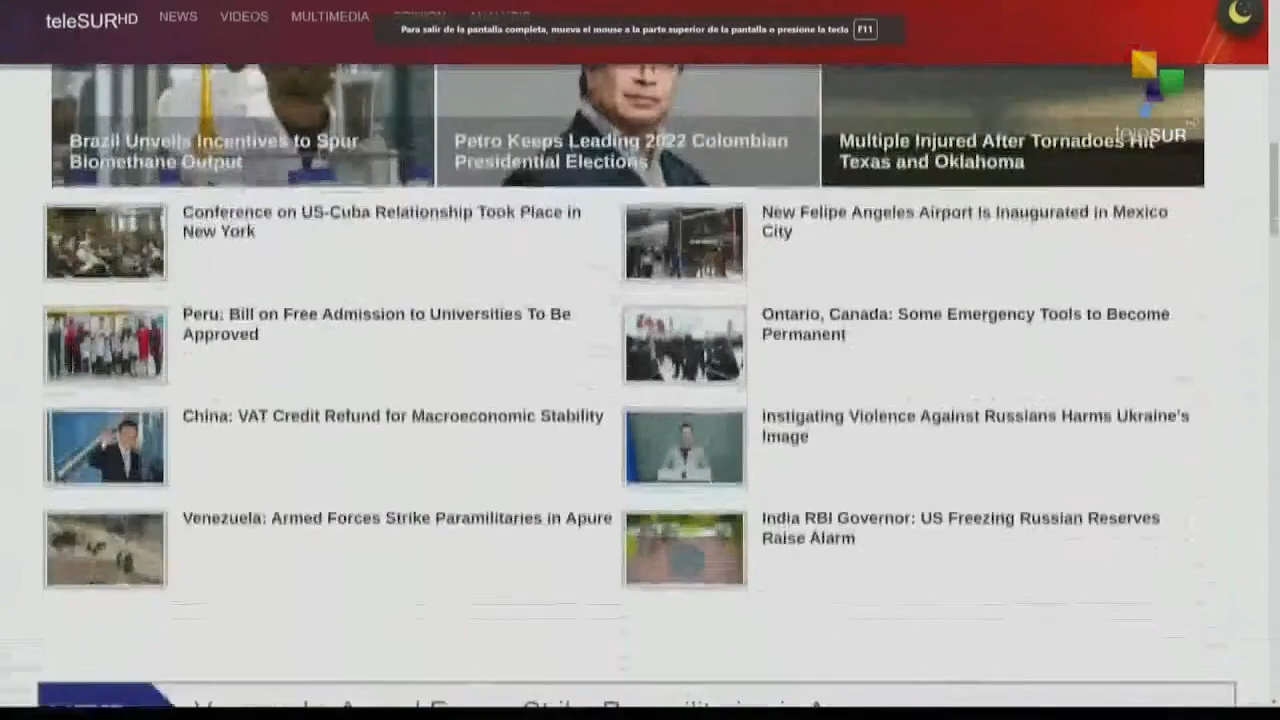 teleSURHD NEWS VIDEOS MULTIMEDIA
Para salir de la pantalla completa, mueva el mouse a la parte superior de la pantalla o presione la tecla F11
teleSUR HD
Brazil Unveils Incentives to Spur
Biomethane Output
Petro Keeps Leading 2022 Colombian
Presidential Elections
Multiple Injured After Tornadoes Hit
Texas and Oklahoma
Conference on US-Cuba Relationship Took Place in
New York
New Felipe Angeles Airport Is Inaugurated in Mexico
City
Peru: Bill on Free Admission to Universities To Be
Approved
Ontario, Canada: Some Emergency Tools to Become
Permanent
China: VAT Credit Refund for Macroeconomic Stability
Instigating Violence Against Russians Harms Ukraine's
Image
Venezuela: Armed Forces Strike Paramilitaries in Apure
India RBI Governor: US Freezing Russian Reserves
Raise Alarm